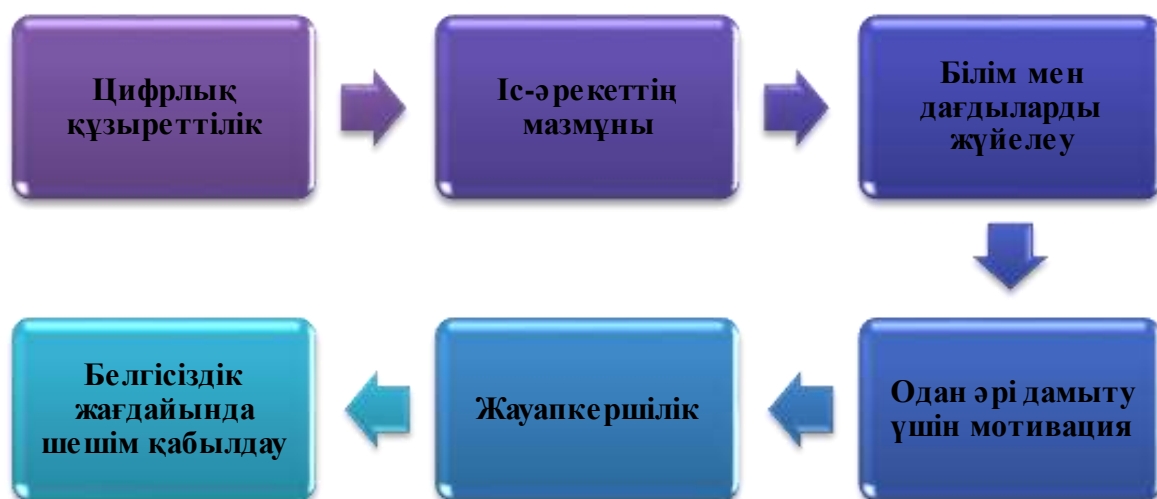 Цифрлық
құзыреттілік
Іс-әрекеттің
мазмұны
Білім мен
дағдыларды
жүйелеу
Одан әрі дамыту
үшін мотивация
Жауапкершілік
Белгісіздік
жағдайында
шешім қабылдау